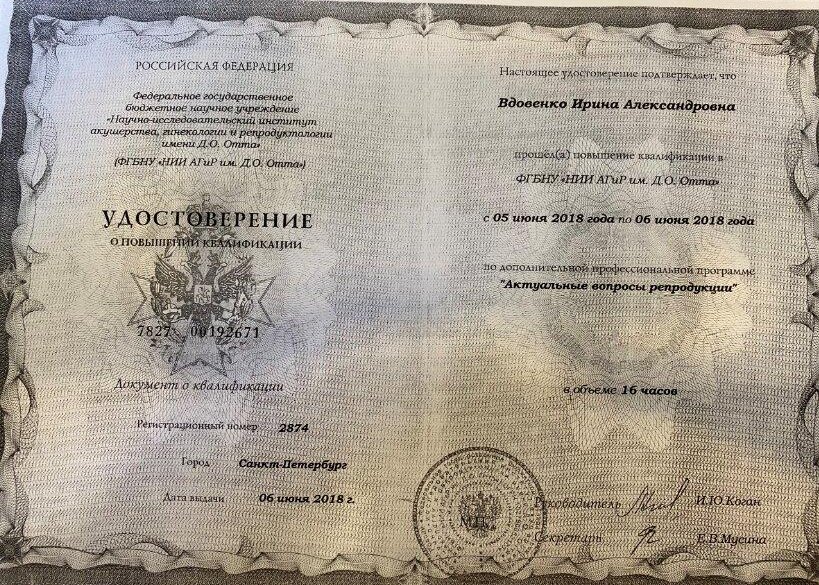 РОССИЙСКАЯ ФЕДЕРАЦИЯ
Федеральное государственное
бюджетное научное учреждение
«Научно-исследовательский институт
акушерства, гинекологии и репродуктологии
имени Д.О. Отта»
(ФГБНУ «НИИ АГиР им. Д.О. Отта»)
УДОСТОВЕРЕНИЕ
О ПОВЫШЕНИИ КВАЛИФИКАЦИИ
7827 00192671
Документ о квалификации
Регистрационный номер 2874
Город Санкт-Петербург
Дата выдачи 06 июня 2018 г.
Настоящее удостоверение подтверждает, что
Вдовенко Ирина Александровна
прошёл(а) повышение квалификации в
ФГБНУ «НИИ АГиР им. Д.О. Отта»
с 05 июня 2018 года по 06 июня 2018 года
по дополнительной профессиональной программе
"Актуальные вопросы репродукции"
в объеме 16 часов
М.П.
Руководитель И.Ю.Коган
Секретарь Е.В.Мусина